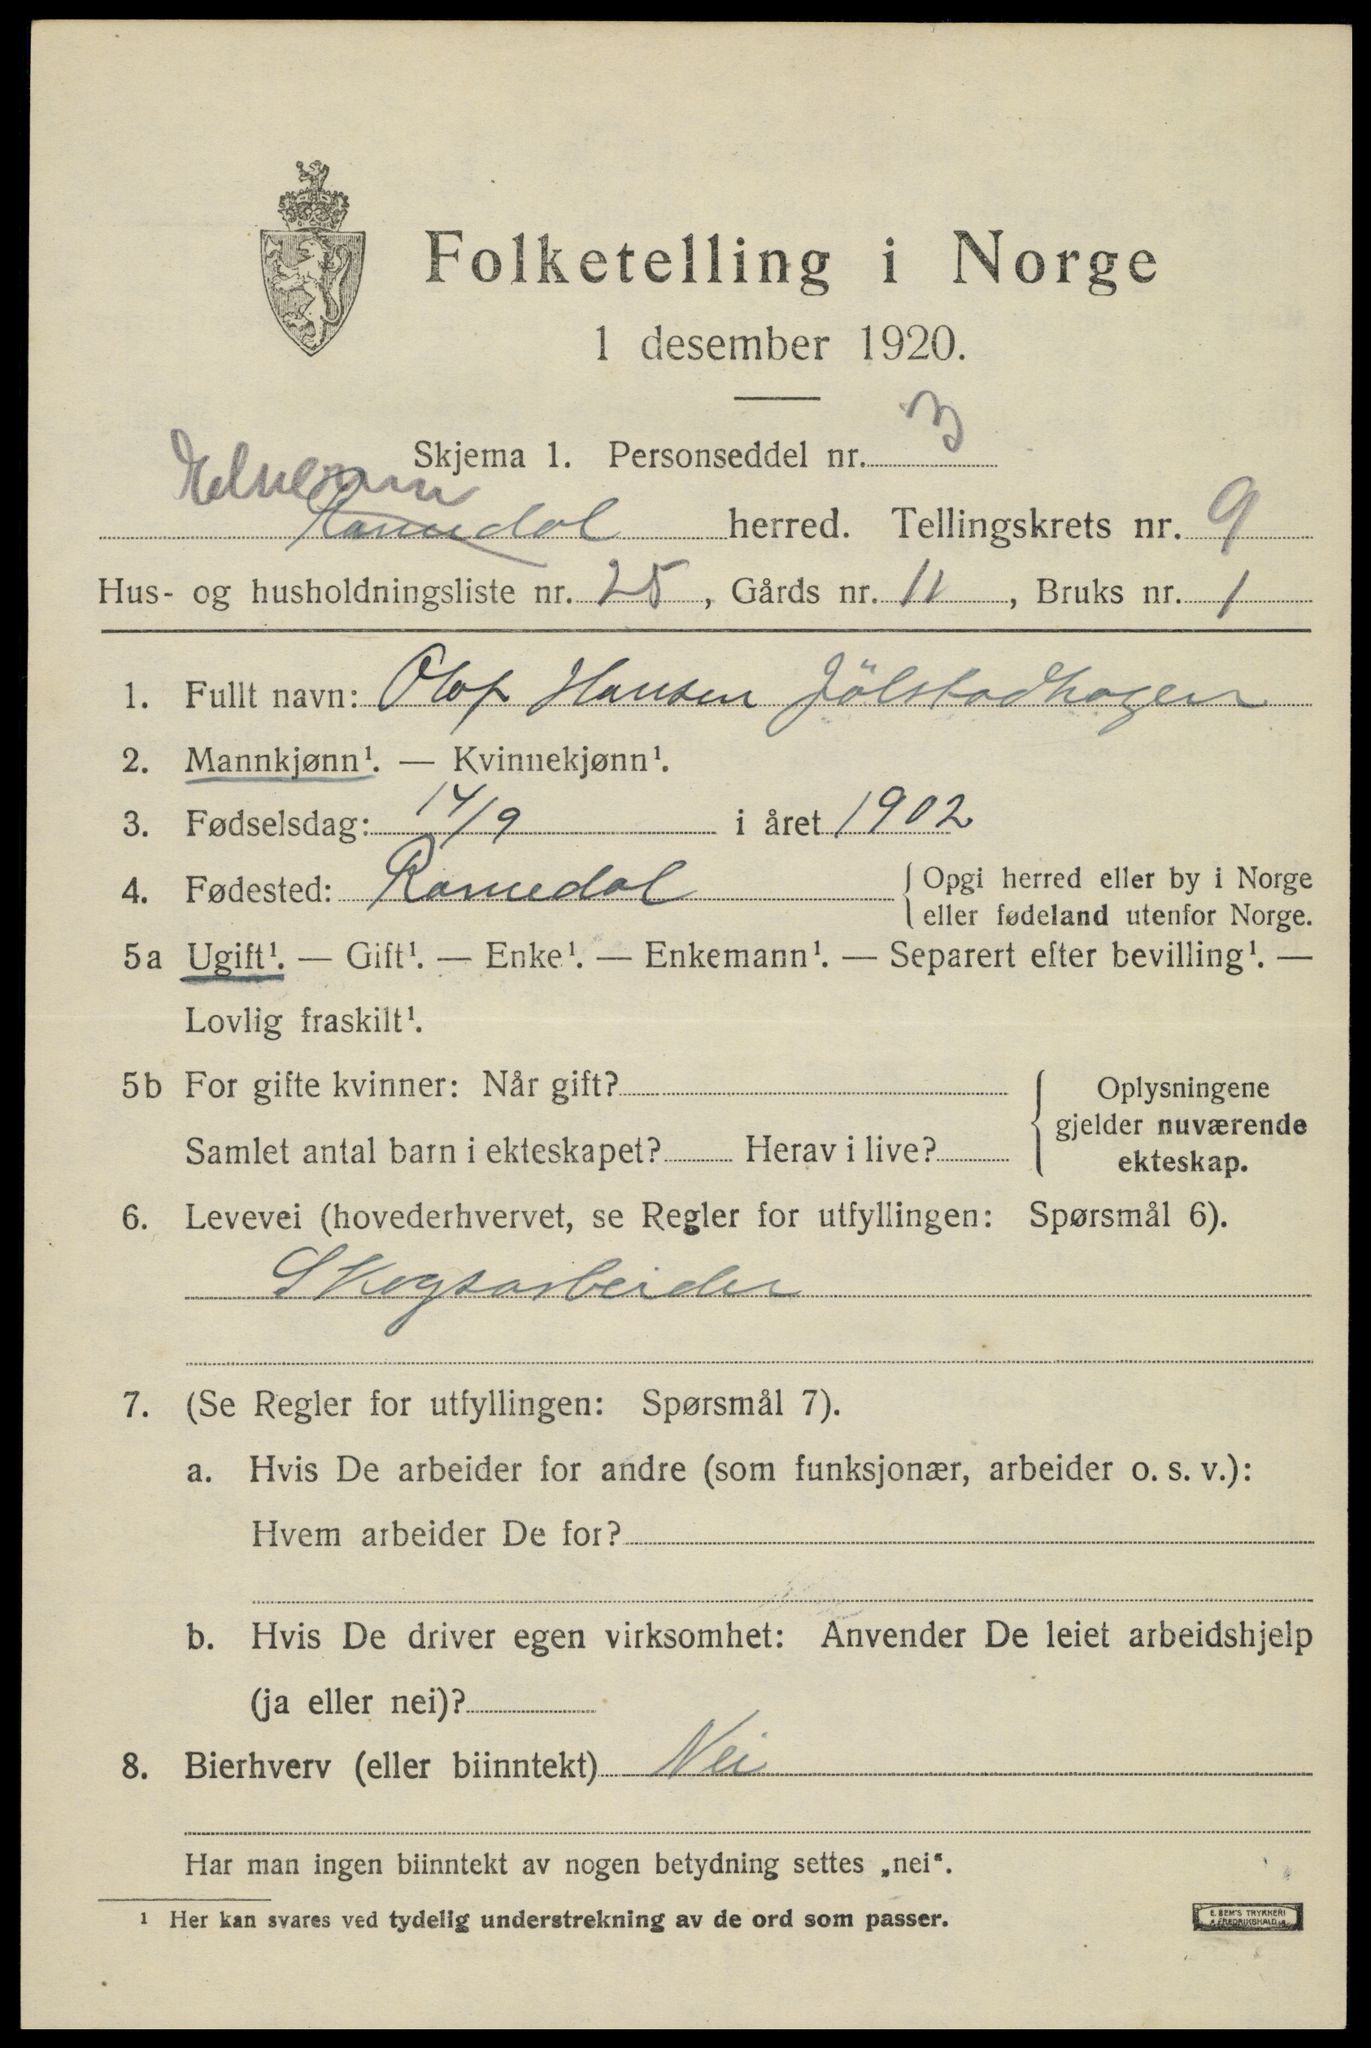 Folketelling i Norge
1 desember 1920.
Skjema 1. Personseddel nr. 3
Elverum
Romedal herred. Tellingskrets nr. 9
Hus- og husholdningsliste nr. 25, Gårds nr. 11, Bruks nr. 1
1. Fullt navn: Olof Hansen Jölstadhagen
2. Mannkjønn¹. — Kvinnekjønn¹.
3. Fødselsdag: 14/9 i året 1902
4. Fødested: Romedal { Opgi herred eller by i Norge
eller fødeland utenfor Norge.
5a Ugift¹. — Gift¹. — Enke¹. — Enkemann¹. — Separert efter bevilling¹. —
Lovlig fraskilt¹.
5b For gifte kvinner: Når gift? { Oplysningene
gjelder nuværende
Samlet antal barn i ekteskapet? Herav i live?
ekteskap.
6. Levevei (hovederhvervet, se Regler for utfyllingen: Spørsmål 6).
Skogsarbeider
7. (Se Regler for utfyllingen: Spørsmål 7).
a. Hvis De arbeider for andre (som funksjonær, arbeider o. s. v.):
Hvem arbeider De for?
b. Hvis De driver egen virksomhet: Anvender De leiet arbeidshjelp
(ja eller nei)?
8. Bierhverv (eller biinntekt) Nei
Har man ingen biinntekt av nogen betydning settes „nei“.
¹ Her kan svares ved tydelig understrekning av de ord som passer.
E. BEM'S TRYKKERI
FREDRIKSHALD